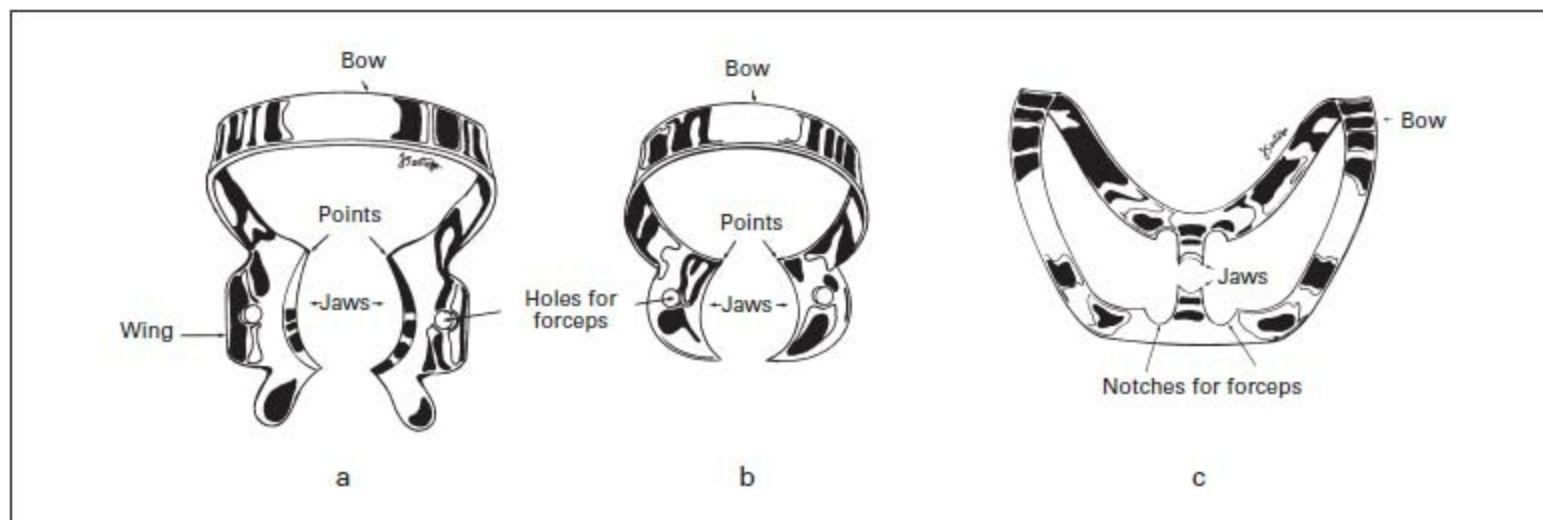 Bow
Points
Jaws
Wing
Holes for
forceps
a
Bow
Points
Jaws
b
Bow
Jaws
Notches for forceps
c